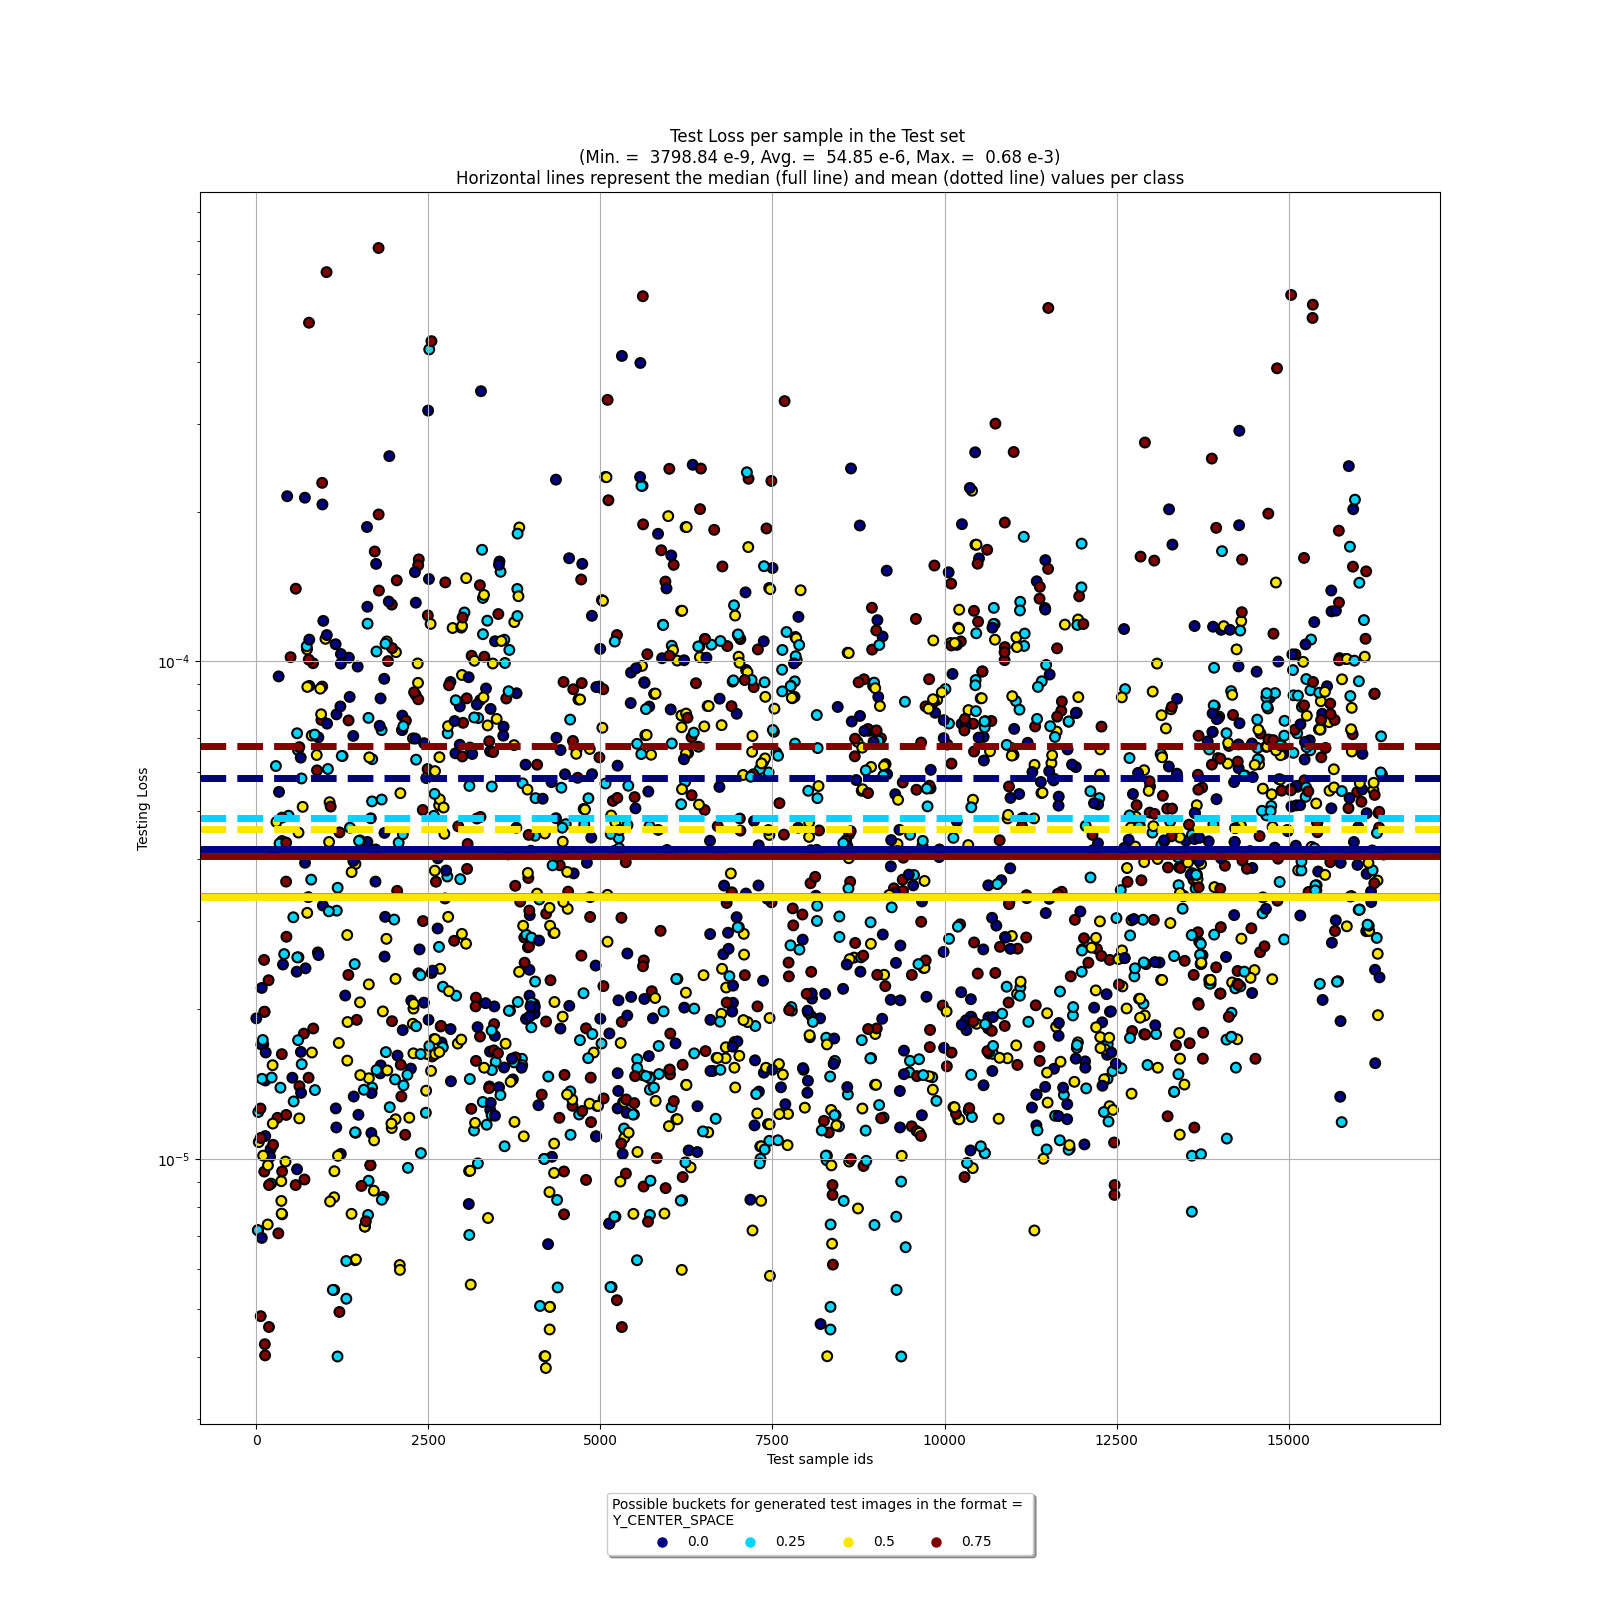 Test Loss per sample in the Test set
(Min. = 3798.84 e-9, Avg. = 54.85 e-6, Max. = 0.68 e-3)
Horizontal lines represent the median (full line) and mean (dotted line) values per class
Testing Loss
10⁻⁴
10⁻⁵
0 2500 5000 7500 10000 12500 15000
Test sample ids
Possible buckets for generated test images in the format =
Y_CENTER_SPACE
0.0 0.25 0.5 0.75